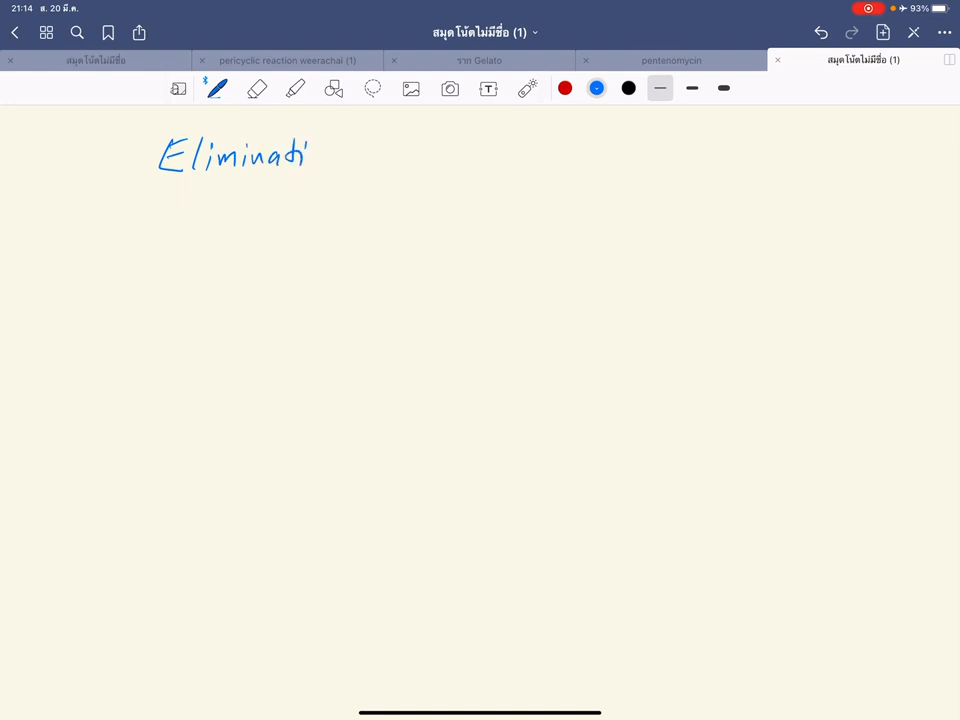 21:14 ส. 20 มี.ค. 93%
สมุดโน้ตไม่มีชื่อ (1)
สมุดโน้ตไม่มีชื่อ pericyclic reaction weerachai (1) ราก Gelato pentenomycin สมุดโน้ตไม่มีชื่อ (1)
T
Eliminati